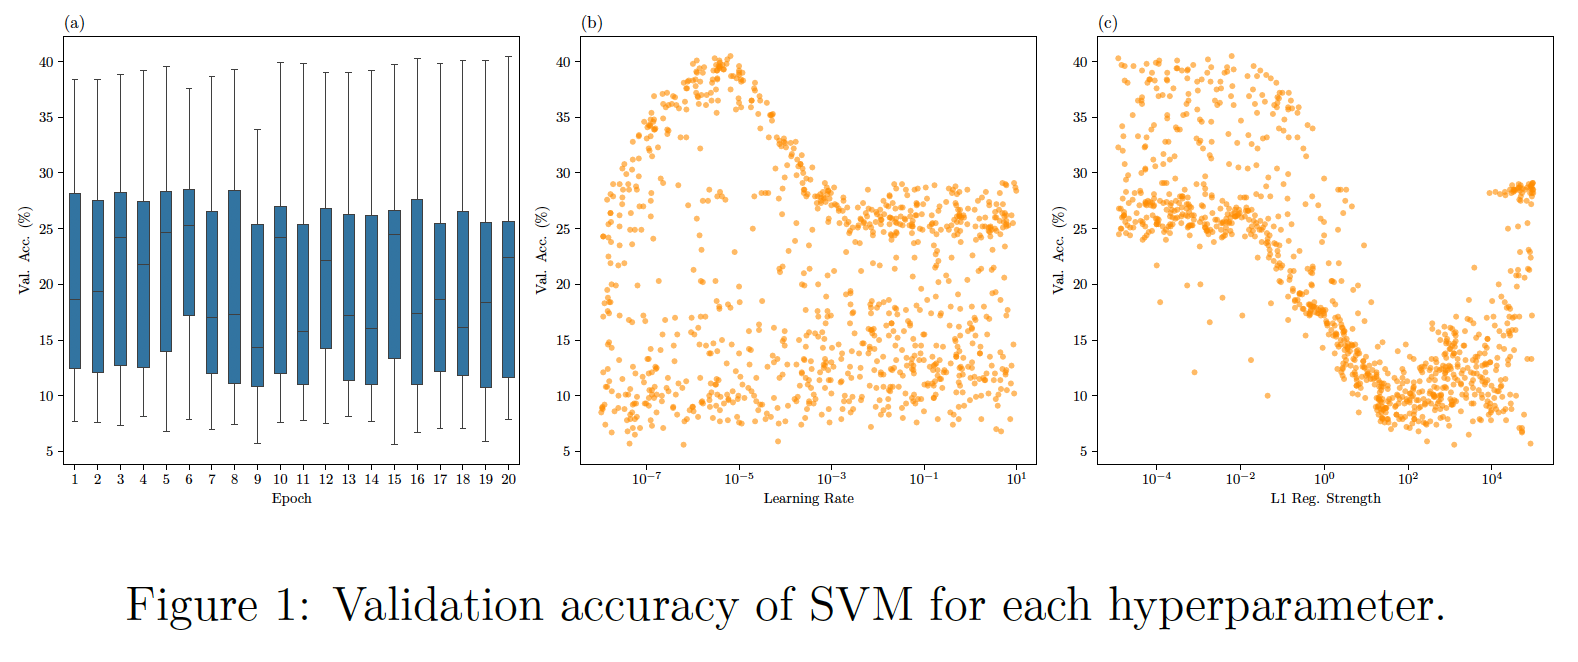 (a)
40
35
30
25
20
15
10
5
Val. Acc. (%)
1 2 3 4 5 6 7 8 9 10 11 12 13 14 15 16 17 18 19 20
Epoch
(b)
40
35
30
25
20
15
10
5
Val. Acc. (%)
10⁻⁷ 10⁻⁵ 10⁻³ 10⁻¹ 10¹
Learning Rate
(c)
40
35
30
25
20
15
10
5
Val. Acc. (%)
10⁻⁴ 10⁻² 10⁰ 10² 10⁴
L1 Reg. Strength
Figure 1: Validation accuracy of SVM for each hyperparameter.